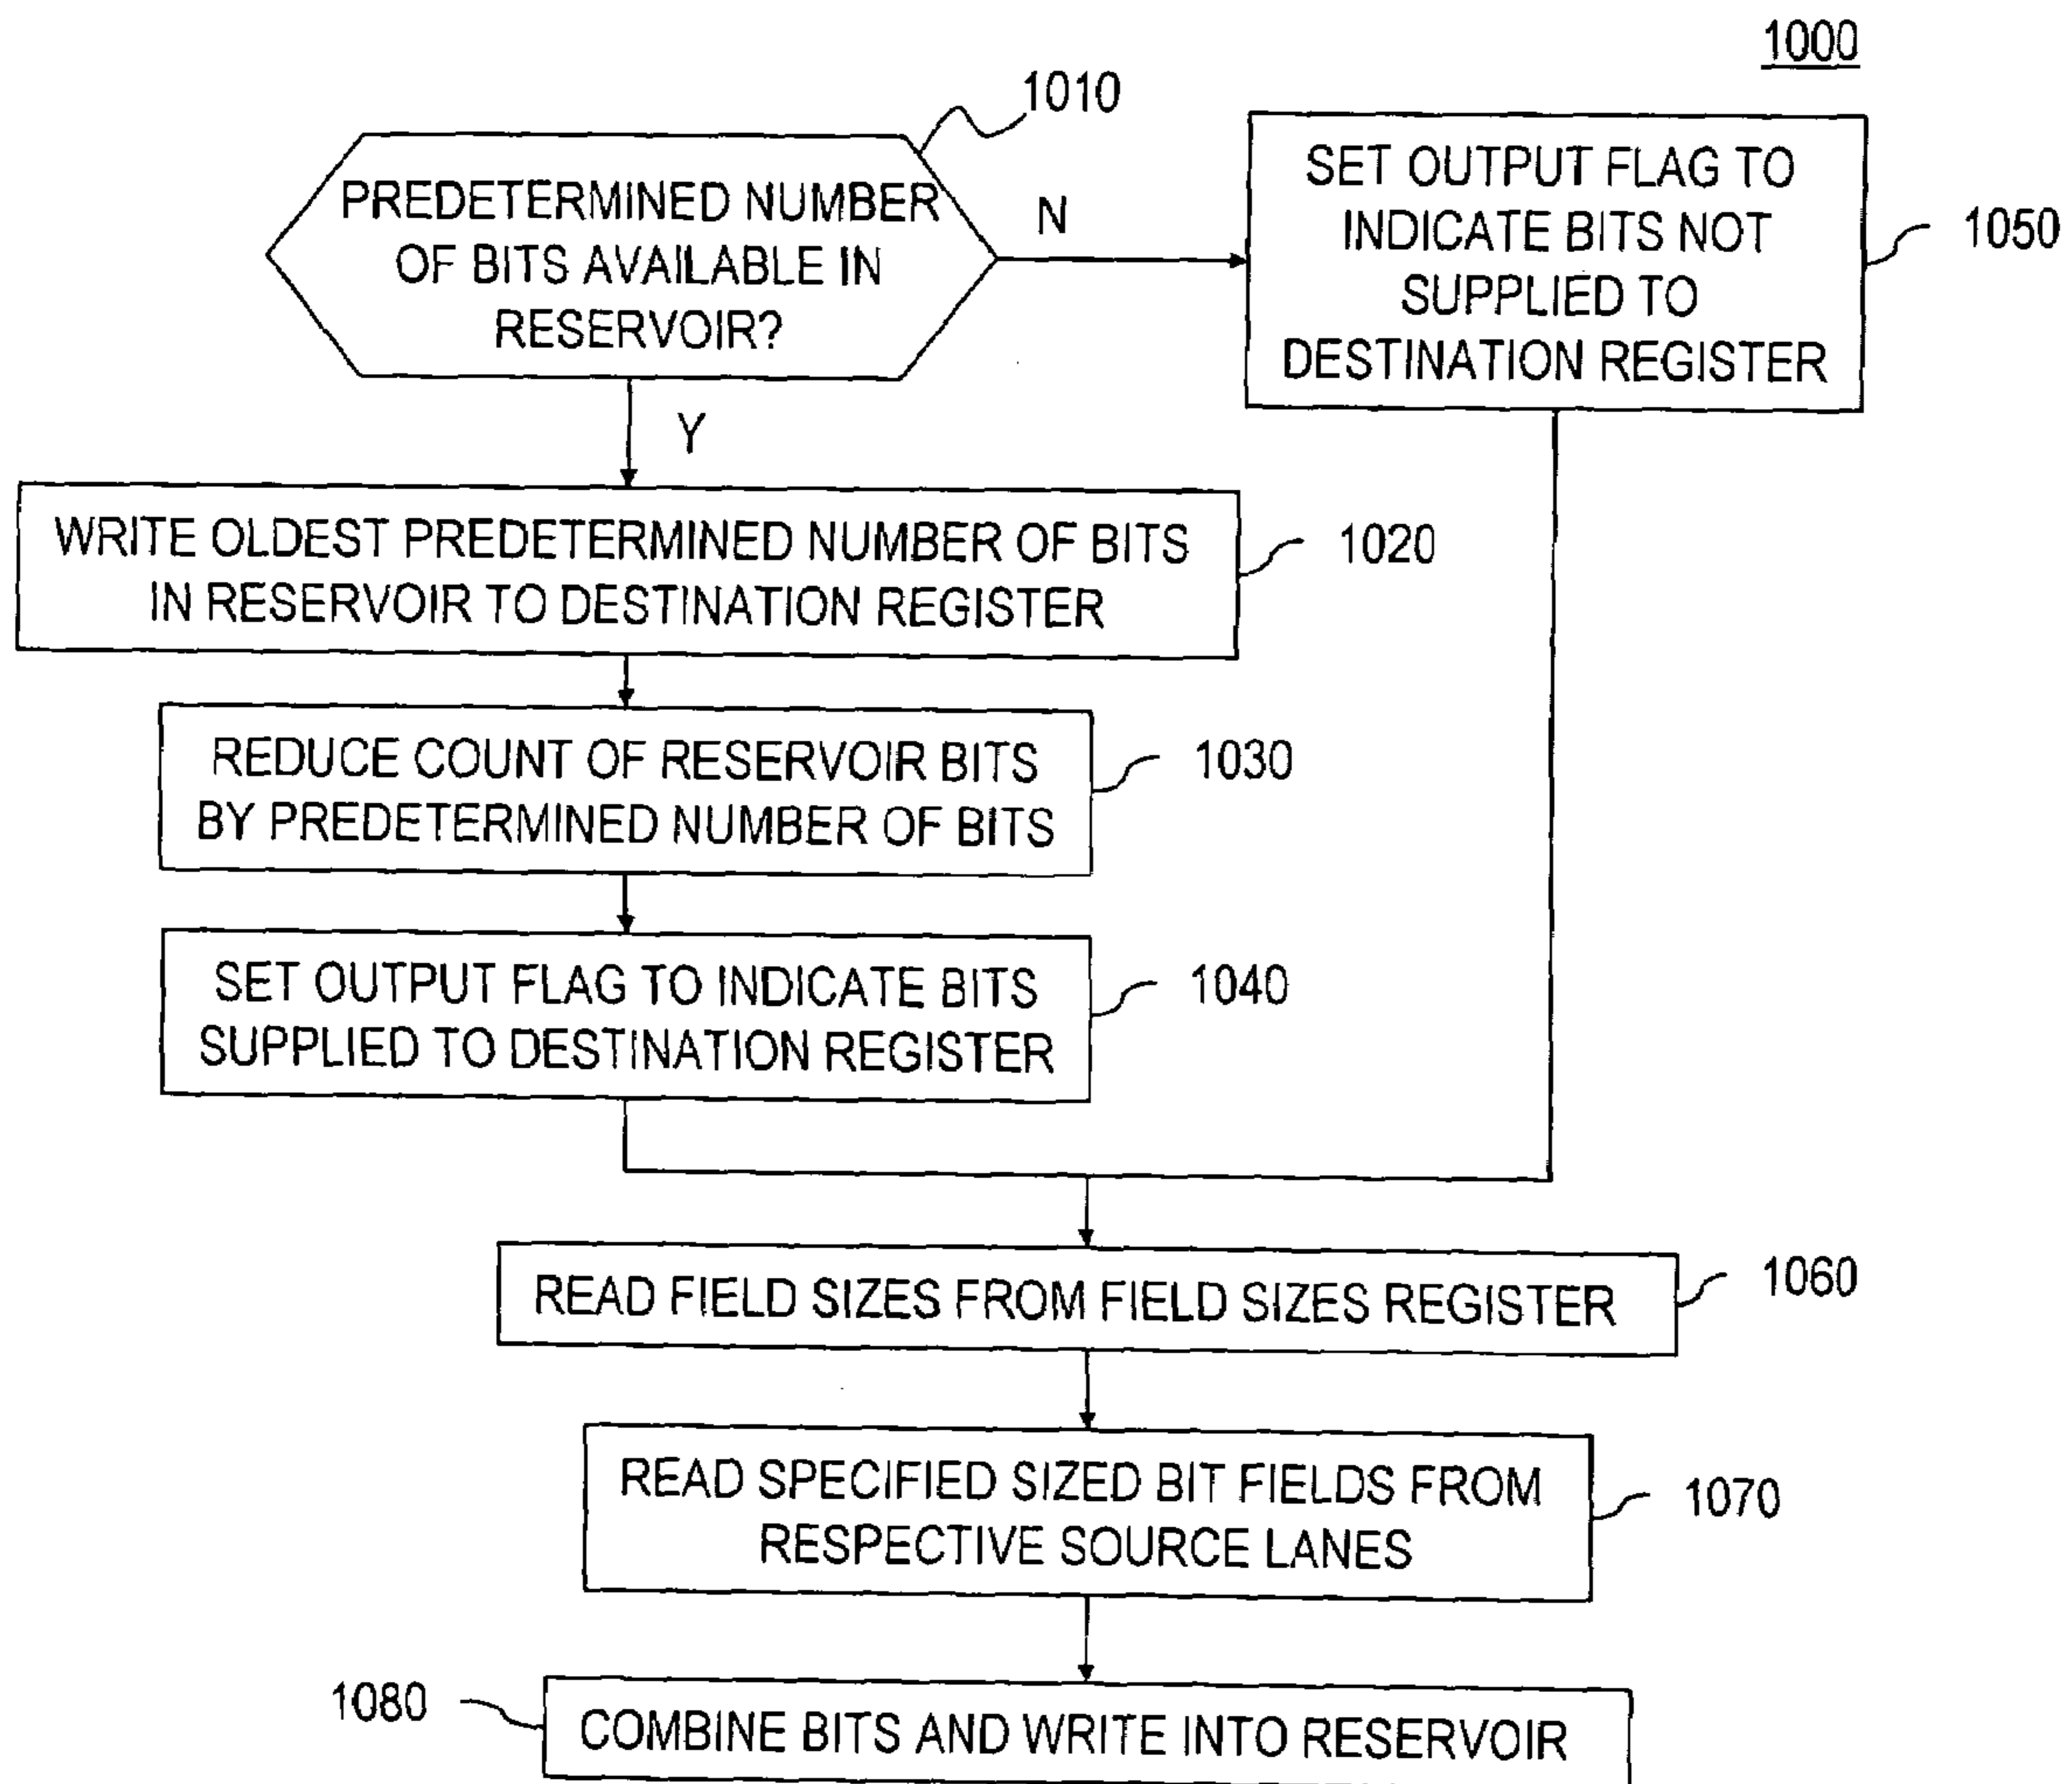 1000
1010
PREDETERMINED NUMBER
OF BITS AVAILABLE IN
RESERVOIR?
N
Y
SET OUTPUT FLAG TO
INDICATE BITS NOT
SUPPLIED TO
DESTINATION REGISTER
1050
WRITE OLDEST PREDETERMINED NUMBER OF BITS
IN RESERVOIR TO DESTINATION REGISTER
1020
REDUCE COUNT OF RESERVOIR BITS
BY PREDETERMINED NUMBER OF BITS
1030
SET OUTPUT FLAG TO INDICATE BITS
SUPPLIED TO DESTINATION REGISTER
1040
READ FIELD SIZES FROM FIELD SIZES REGISTER
1060
READ SPECIFIED SIZED BIT FIELDS FROM
RESPECTIVE SOURCE LANES
1070
1080
COMBINE BITS AND WRITE INTO RESERVOIR